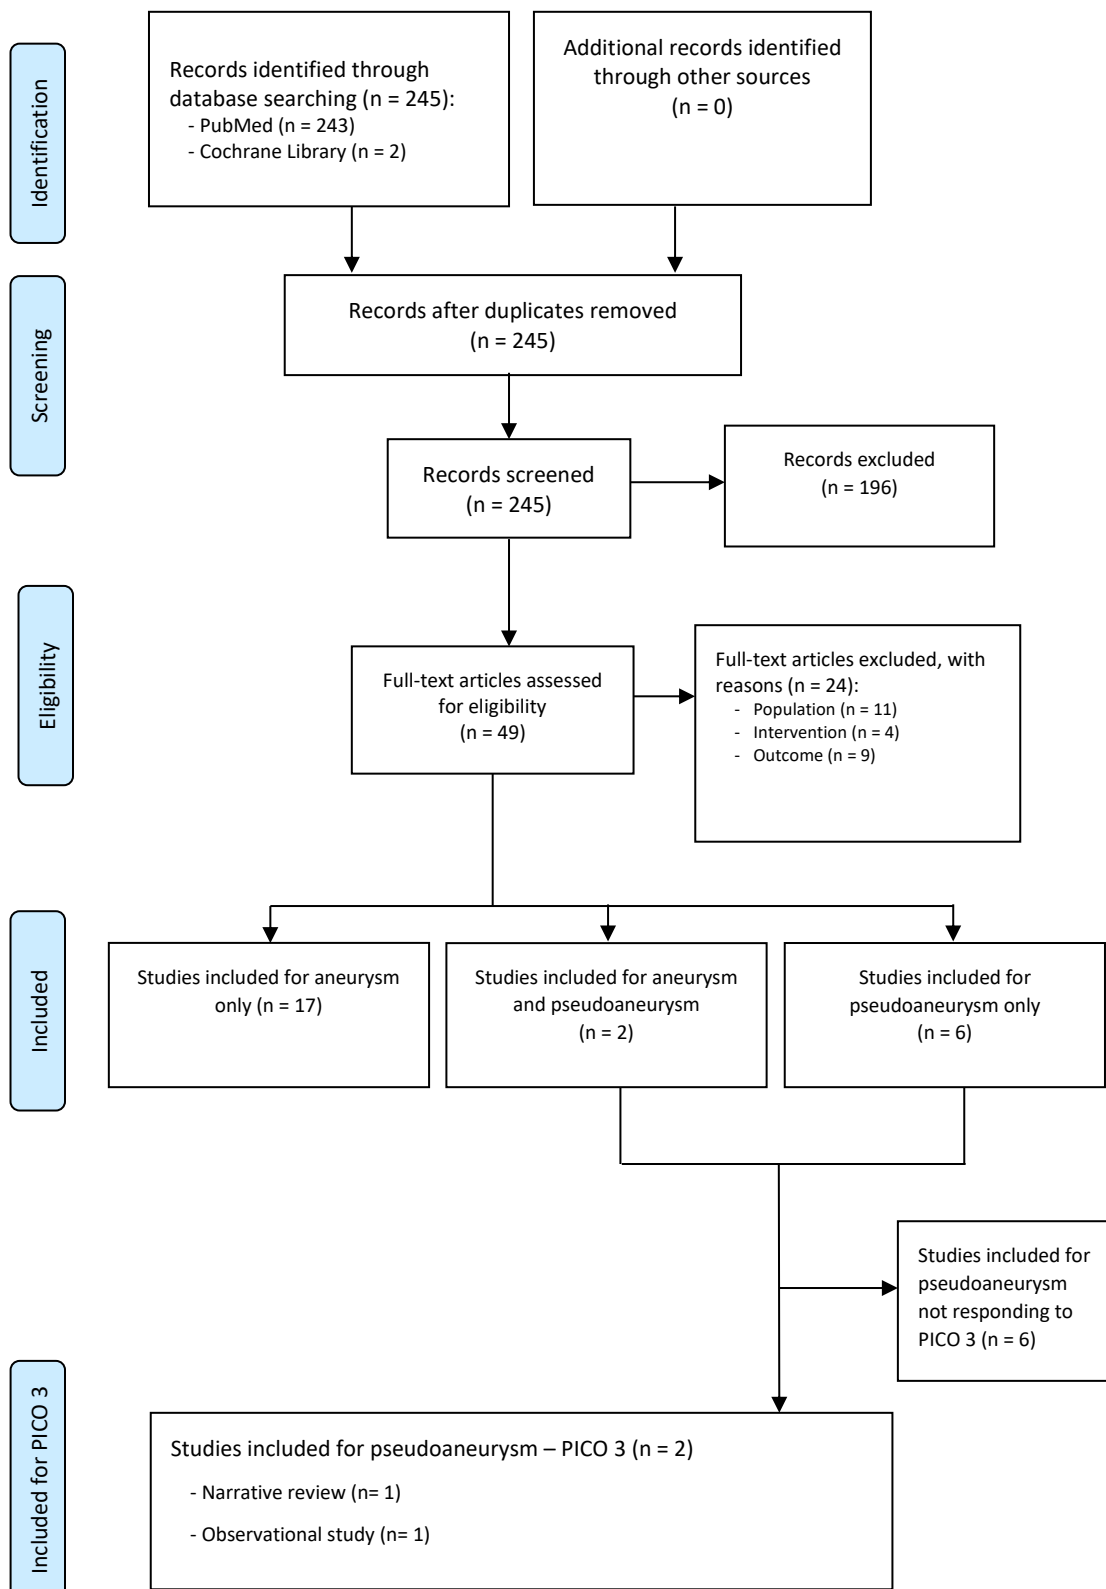 Identification
Records identified through
database searching (n = 245):
- PubMed (n = 243)
- Cochrane Library (n = 2)
Additional records identified
through other sources
(n = 0)
Screening
Records after duplicates removed
(n = 245)
Records screened
(n = 245)
Records excluded
(n = 196)
Eligibility
Full-text articles assessed
for eligibility
(n = 49)
Full-text articles excluded, with
reasons (n = 24):
- Population (n = 11)
- Intervention (n = 4)
- Outcome (n = 9)
Included
Studies included for aneurysm
only (n = 17)
Studies included for aneurysm
and pseudoaneurysm
(n = 2)
Studies included for
pseudoaneurysm only
(n = 6)
Studies included for
pseudoaneurysm
not responding to
PICO 3 (n = 6)
Included for PICO 3
Studies included for pseudoaneurysm – PICO 3 (n = 2)
- Narrative review (n= 1)
- Observational study (n= 1)